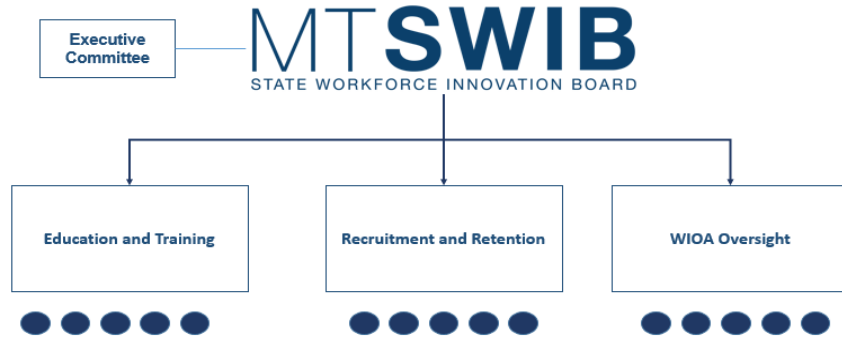 Executive
Committee
MTSWIB
STATE WORKFORCE INNOVATION BOARD
Education and Training
Recruitment and Retention
WIOA Oversight